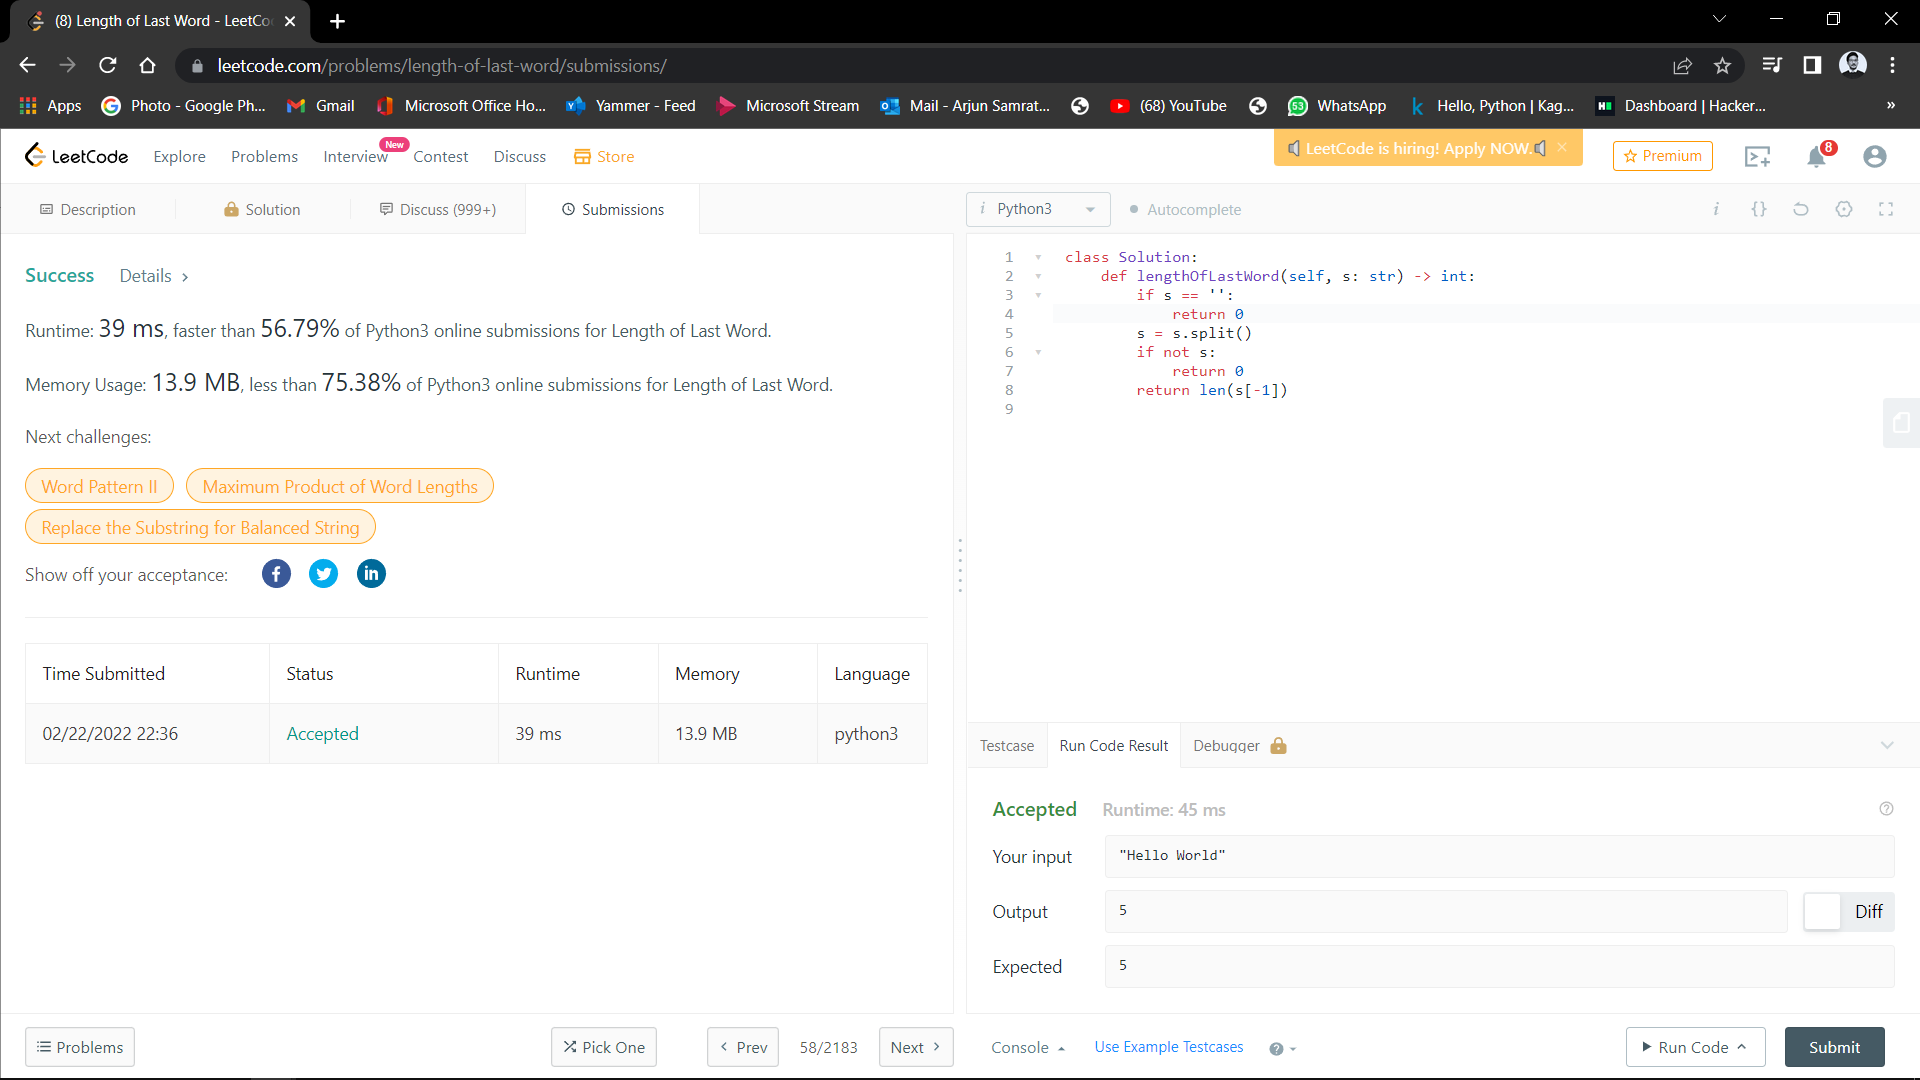 (8) Length of Last Word - LeetCo
leetcode.com/problems/length-of-last-word/submissions/
Apps
Photo - Google Ph...
Gmail
Microsoft Office Ho...
Yammer - Feed
Microsoft Stream
Mail - Arjun Samrat...
(68) YouTube
53
WhatsApp
Hello, Python | Kag...
Dashboard | Hacker...
»
LeetCode
Explore
Problems
Interview
New
Contest
Discuss
Store
LeetCode is hiring! Apply NOW.
Premium
8
Description
Solution
Discuss (999+)
Submissions
Python3
Autocomplete
Success
Details >
Runtime: 39 ms, faster than 56.79% of Python3 online submissions for Length of Last Word.
Memory Usage: 13.9 MB, less than 75.38% of Python3 online submissions for Length of Last Word.
Next challenges:
Word Pattern II
Maximum Product of Word Lengths
Replace the Substring for Balanced String
Show off your acceptance:
Time Submitted Status Runtime Memory Language
02/22/2022 22:36 Accepted 39 ms 13.9 MB python3
1 class Solution:
2 def lengthOfLastWord(self, s: str) -> int:
3 if s == '':
4 return 0
5 s = s.split()
6 if not s:
7 return 0
8 return len(s[-1])
9
Testcase
Run Code Result
Debugger
Accepted
Runtime: 45 ms
Your input
"Hello World"
Output
5
Diff
Expected
5
Problems
Pick One
Prev
58/2183
Next
Console
Use Example Testcases
Run Code
Submit